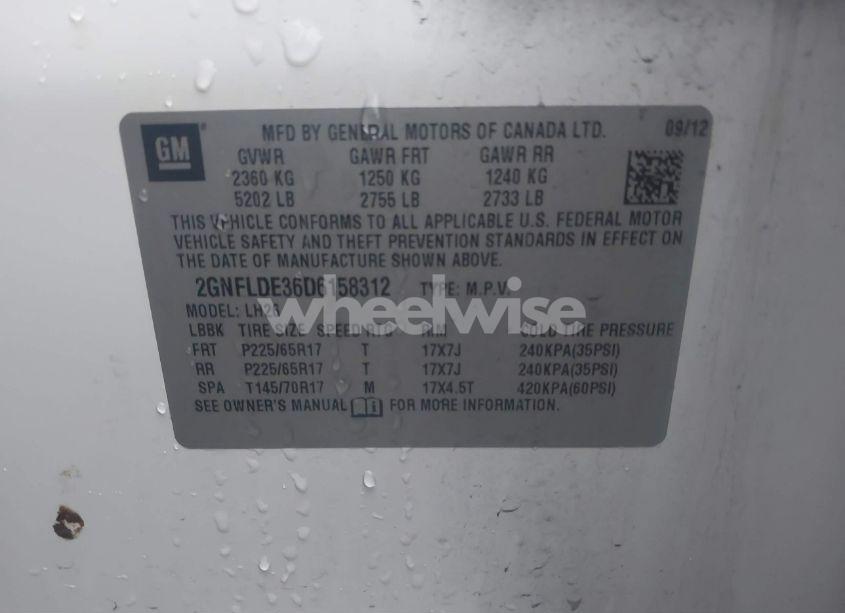 GM
MFD BY GENERAL MOTORS OF CANADA LTD. 09/12
GVWR GAWR FRT GAWR RR
2360 KG 1250 KG 1240 KG
5202 LB 2755 LB 2733 LB
THIS VEHICLE CONFORMS TO ALL APPLICABLE U.S. FEDERAL MOTOR
VEHICLE SAFETY AND THEFT PREVENTION STANDARDS IN EFFECT ON
THE DATE OF MANUFACTURE SHOWN ABOVE.
2GNFLDE36D6158312 TYPE: M.P.V.
wheelwise
MODEL: LH26
LBBK TIRE SIZE SPEED RTG RIM COLD TIRE PRESSURE
FRT P225/65R17 T 17X7J 240KPA(35PSI)
RR P225/65R17 T 17X7J 240KPA(35PSI)
SPA T145/70R17 M 17X4.5T 420KPA(60PSI)
SEE OWNER'S MANUAL FOR MORE INFORMATION.